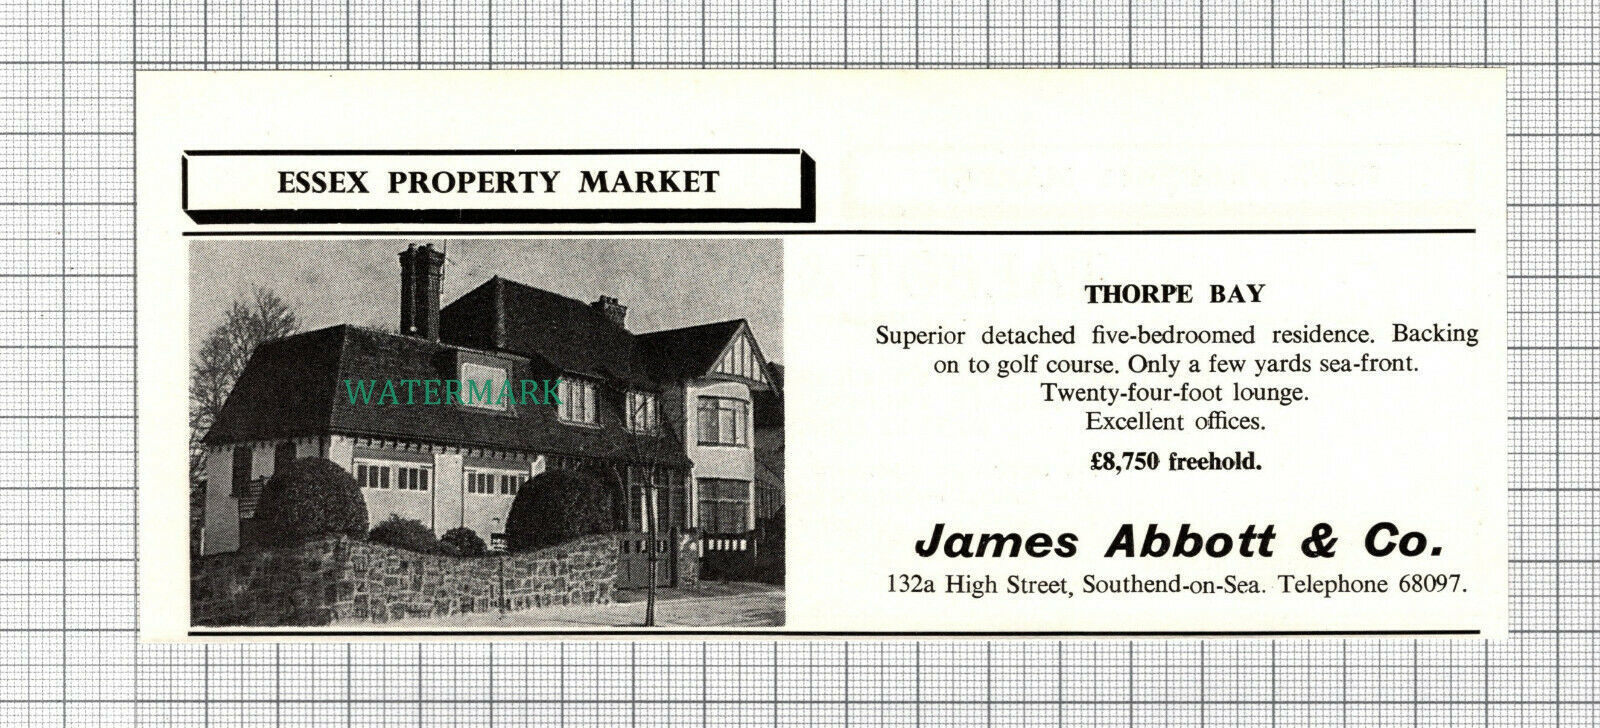 ESSEX PROPERTY MARKET
WATERMARK
THORPE BAY
Superior detached five-bedroomed residence. Backing
on to golf course. Only a few yards sea-front.
Twenty-four-foot lounge.
Excellent offices.
£8,750 freehold.
James Abbott & Co.
132a High Street, Southend-on-Sea. Telephone 68097.